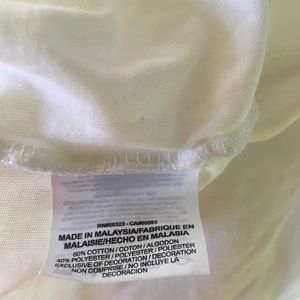 RN#56323 - CA#05553
MADE IN MALAYSIA/FABRIQUE EN
MALAISIE/HECHO EN MALASIA
60% COTTON / COTON / ALGODON
40% POLYESTER / POLYESTER / POLIESTER
EXCLUSIVE OF DECORATION / DECORATION
NON COMPRISE / NO INCLUYE LA
DECORACION